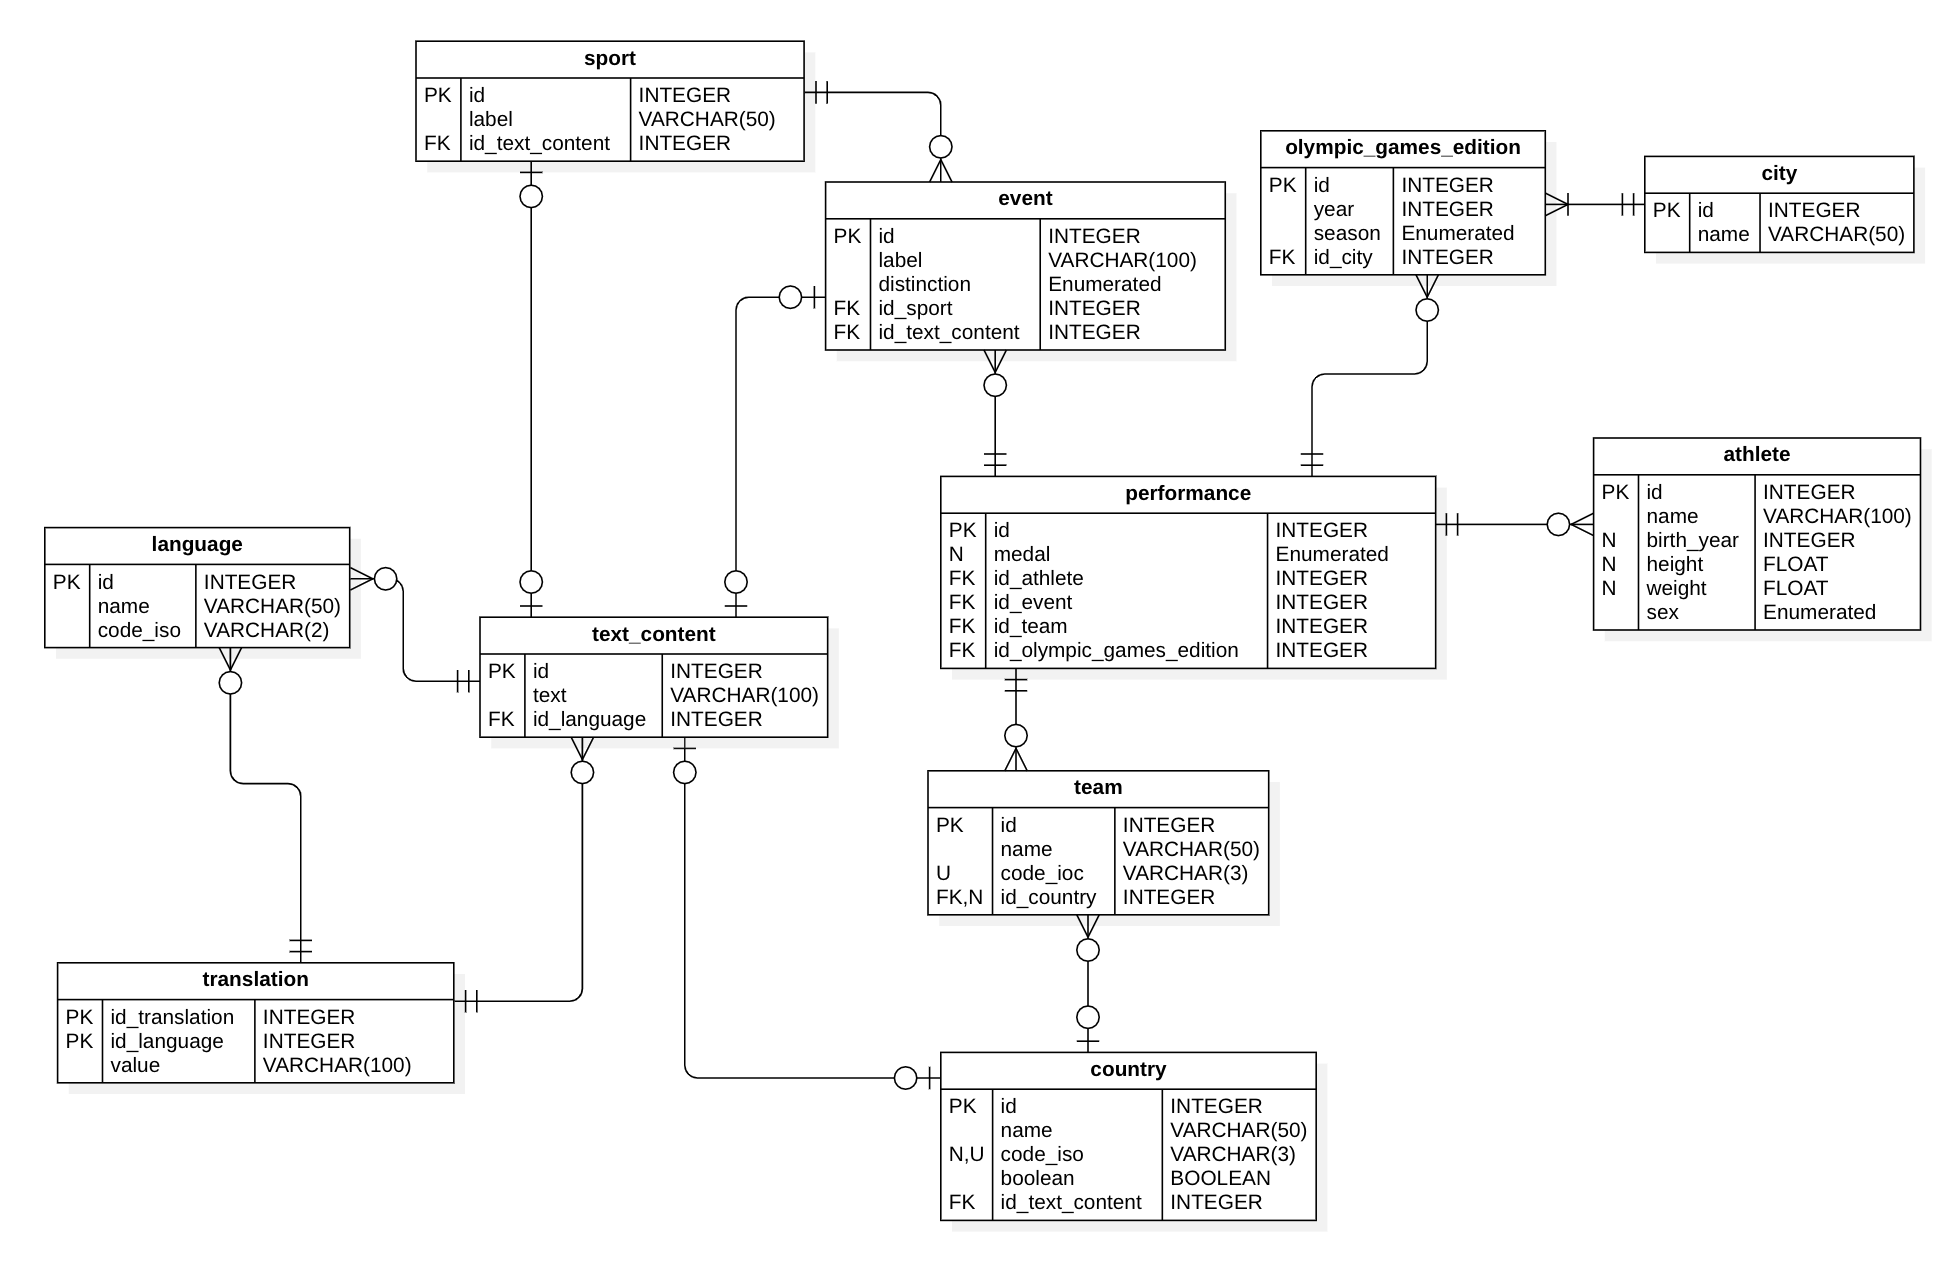 sport
PK id INTEGER
label VARCHAR(50)
FK id_text_content INTEGER
olympic_games_edition
PK id INTEGER
year INTEGER
season Enumerated
FK id_city INTEGER
city
PK id INTEGER
name VARCHAR(50)
event
PK id INTEGER
label VARCHAR(100)
distinction Enumerated
FK id_sport INTEGER
FK id_text_content INTEGER
athlete
PK id INTEGER
name VARCHAR(100)
N birth_year INTEGER
N height FLOAT
N weight FLOAT
sex Enumerated
performance
PK id INTEGER
N medal Enumerated
FK id_athlete INTEGER
FK id_event INTEGER
FK id_team INTEGER
FK id_olympic_games_edition INTEGER
language
PK id INTEGER
name VARCHAR(50)
code_iso VARCHAR(2)
text_content
PK id INTEGER
text VARCHAR(100)
FK id_language INTEGER
team
PK id INTEGER
name VARCHAR(50)
U code_ioc VARCHAR(3)
FK,N id_country INTEGER
translation
PK id_translation INTEGER
PK id_language INTEGER
value VARCHAR(100)
country
PK id INTEGER
name VARCHAR(50)
N,U code_iso VARCHAR(3)
boolean BOOLEAN
FK id_text_content INTEGER